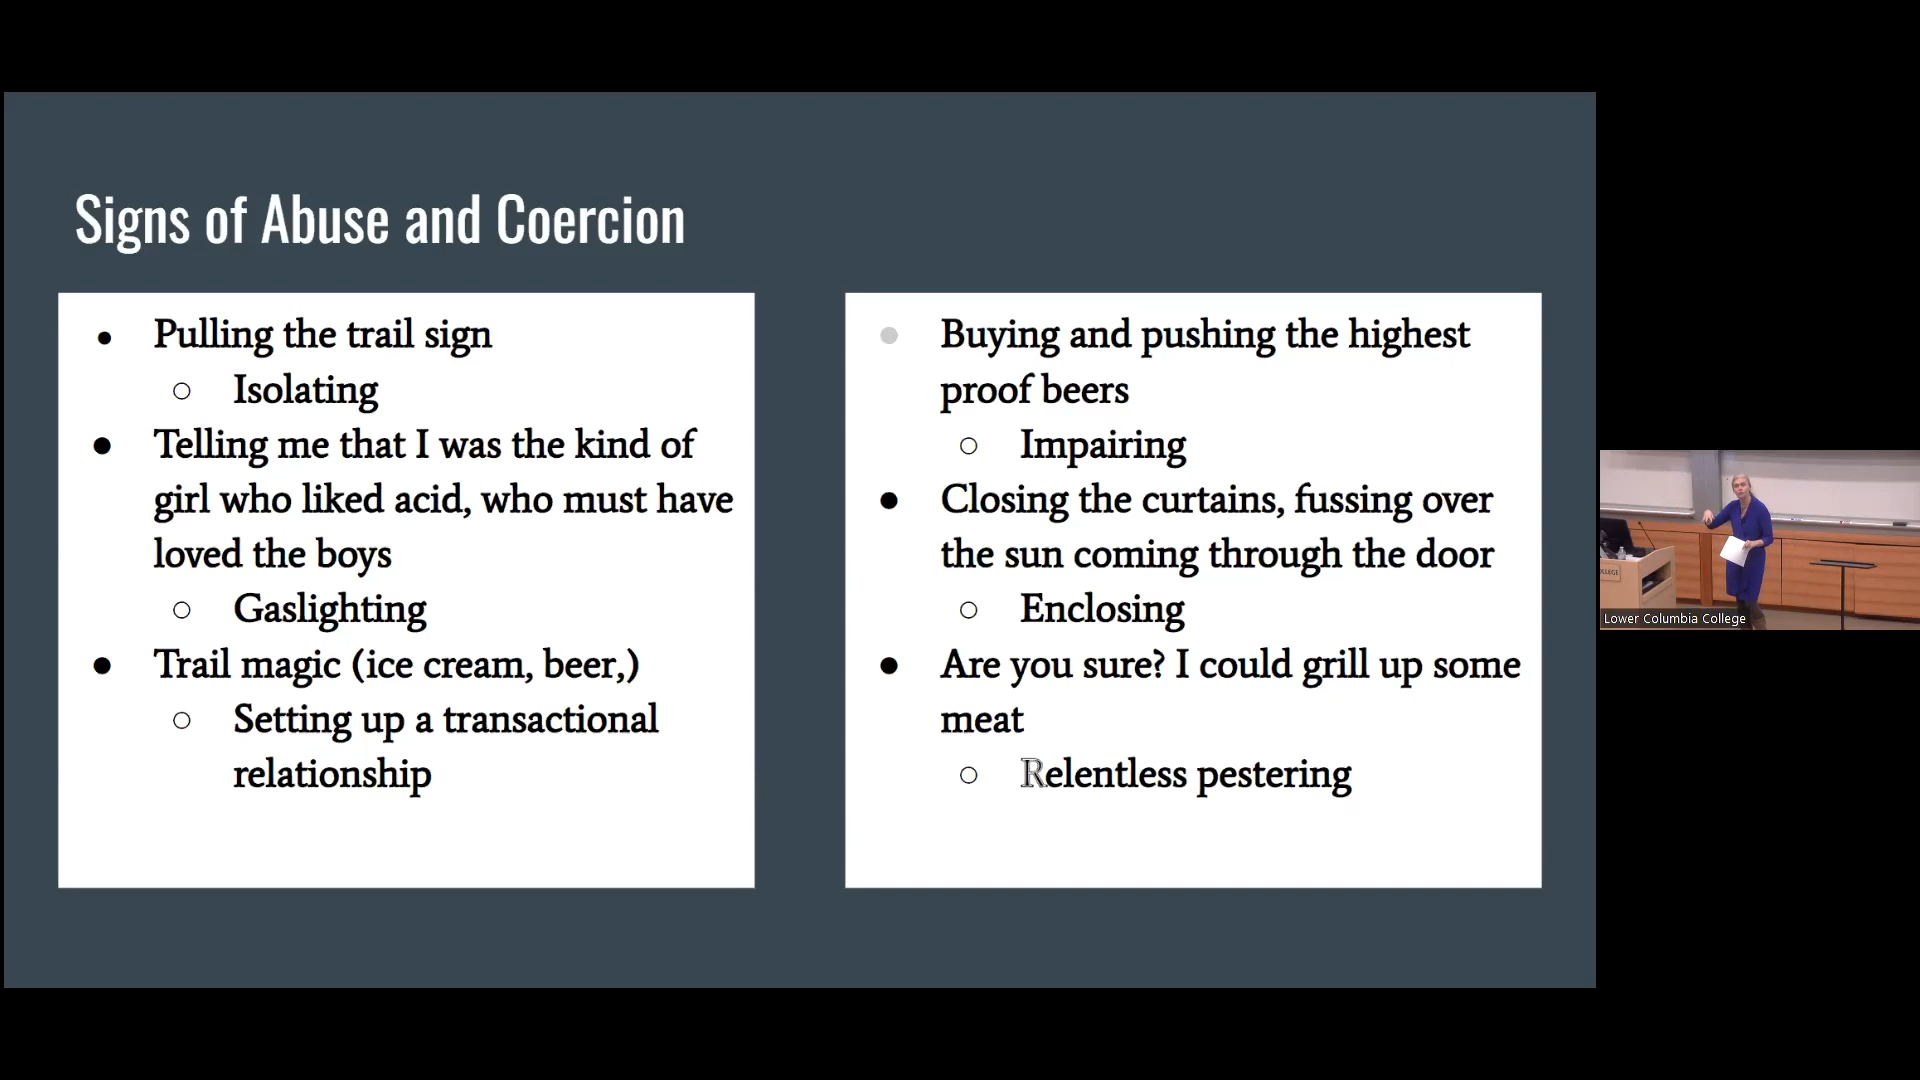 Signs of Abuse and Coercion
● Pulling the trail sign
○ Isolating
● Telling me that I was the kind of
girl who liked acid, who must have
loved the boys
○ Gaslighting
● Trail magic (ice cream, beer,)
○ Setting up a transactional
relationship
● Buying and pushing the highest
proof beers
○ Impairing
● Closing the curtains, fussing over
the sun coming through the door
○ Enclosing
● Are you sure? I could grill up some
meat
○ Relentless pestering
Lower Columbia College